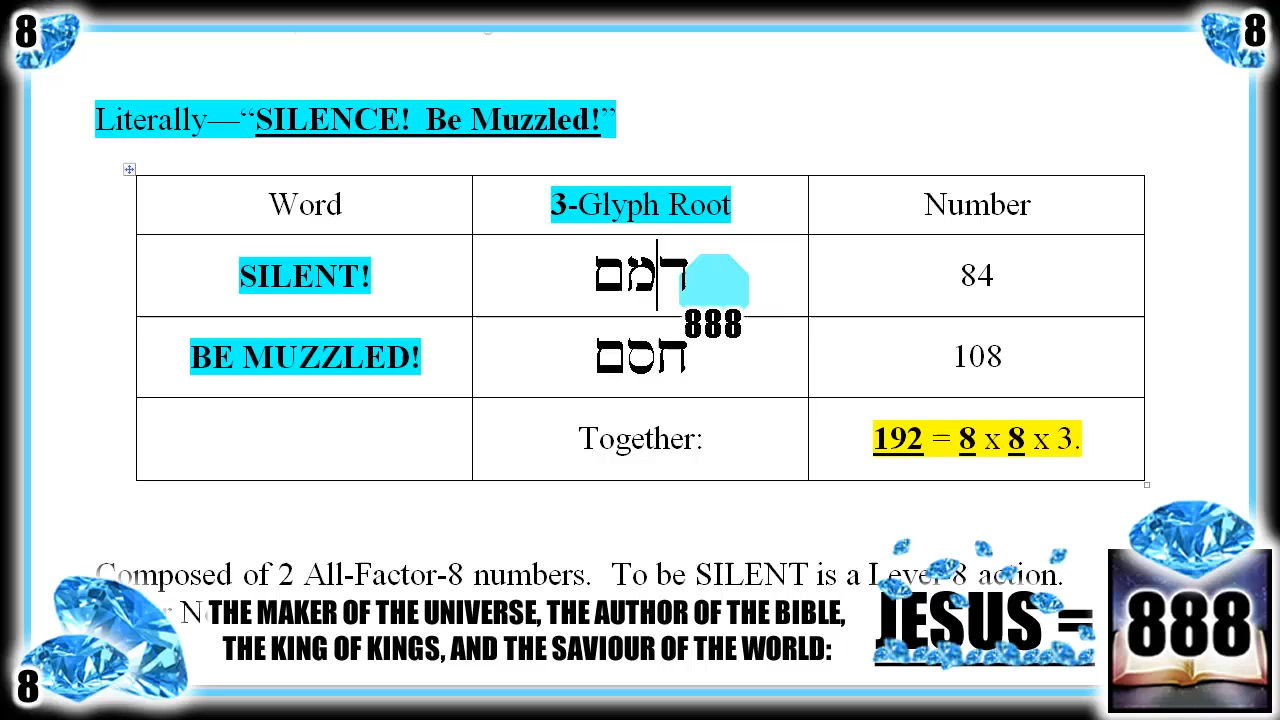 8
8
Literally—“SILENCE! Be Muzzled!”
Word 3-Glyph Root Number
SILENT! דמם 84
888
BE MUZZLED! חסם 108
Together: 192 = 8 x 8 x 3.
Composed of 2 All-Factor-8 numbers. To be SILENT is a Level-8 action.
THE MAKER OF THE UNIVERSE, THE AUTHOR OF THE BIBLE,
THE KING OF KINGS, AND THE SAVIOUR OF THE WORLD:
JESUS = 888
8